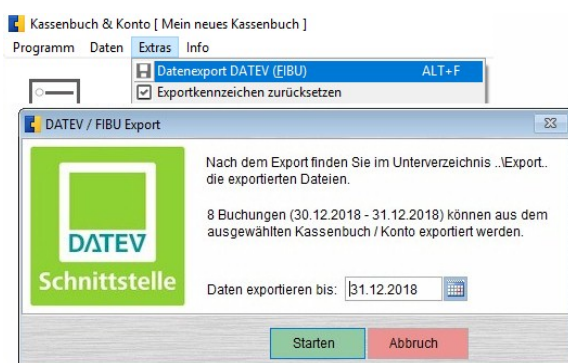 Kassenbuch & Konto [ Mein neues Kassenbuch ]
Programm Daten Extras Info
Datenexport DATEV (FIBU) ALT+F
Exportkennzeichen zurücksetzen
DATEV / FIBU Export
Nach dem Export finden Sie im Unterverzeichnis ..\Export..
die exportierten Dateien.
8 Buchungen (30.12.2018 - 31.12.2018) können aus dem
ausgewählten Kassenbuch / Konto exportiert werden.
DATEV
Schnittstelle
Daten exportieren bis: 31.12.2018
Starten Abbruch